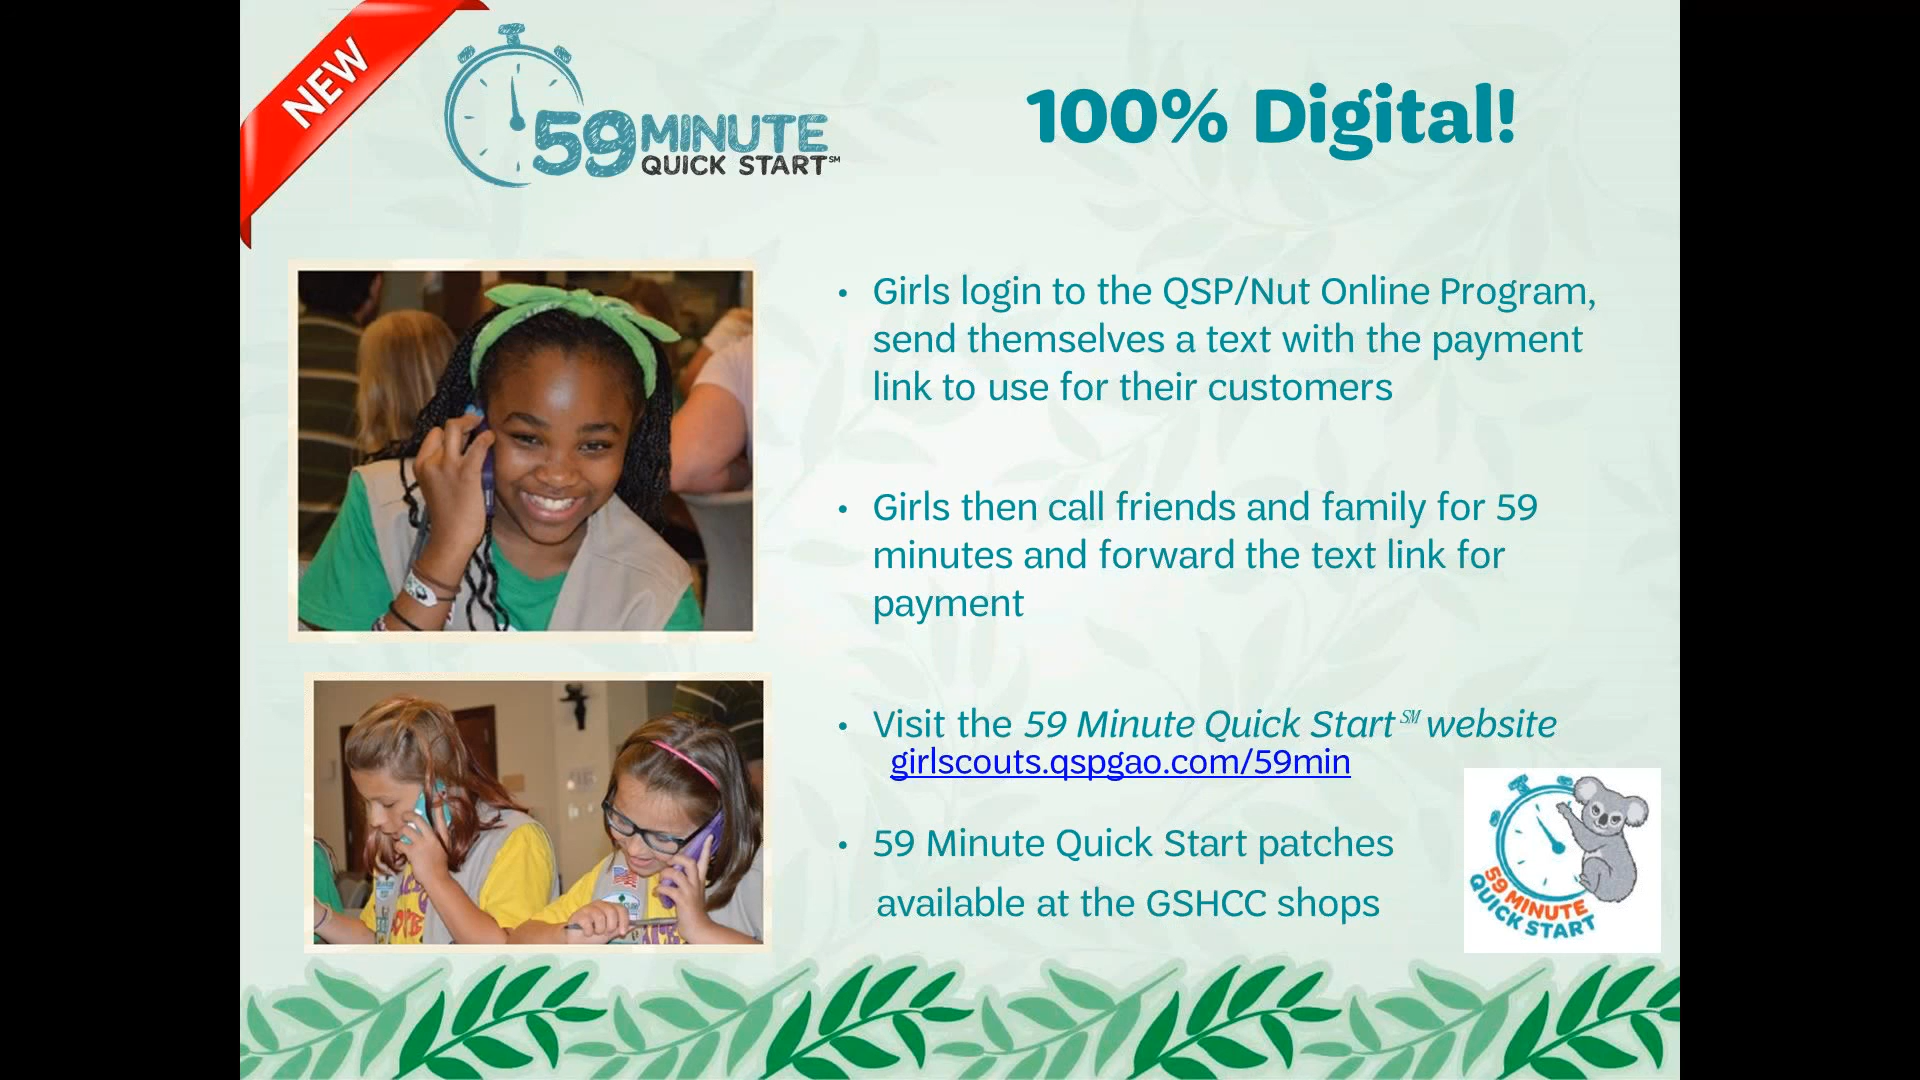 NEW
59 MINUTE
QUICK START℠
100% Digital!
• Girls login to the QSP/Nut Online Program,
send themselves a text with the payment
link to use for their customers
• Girls then call friends and family for 59
minutes and forward the text link for
payment
• Visit the 59 Minute Quick Start℠ website
girlscouts.qspgao.com/59min
• 59 Minute Quick Start patches
available at the GSHCC shops
59 MINUTE
QUICK START